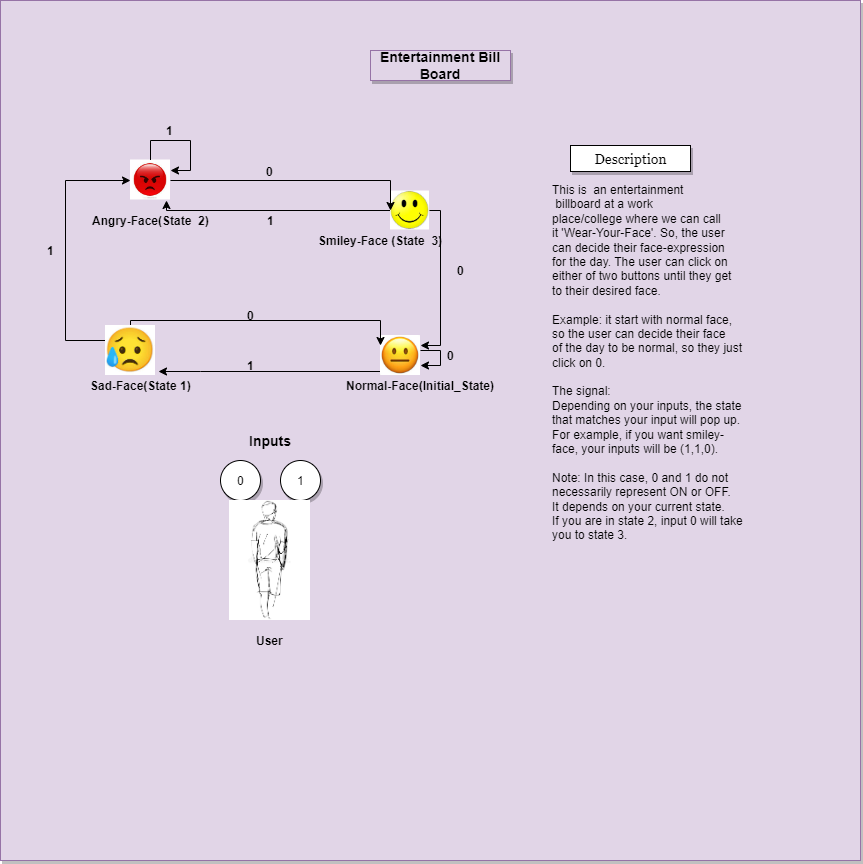 Entertainment Bill
Board
1
0
Angry-Face(State  2)
1
Smiley-Face (State  3)
1
0
0
0
1
Sad-Face(State 1)
Normal-Face(Initial_State)
Inputs
0
1
User
Description
This is  an entertainment
billboard at a work
place/college where we can call
it 'Wear-Your-Face'. So, the user
can decide their face-expression
for the day. The user can click on
either of two buttons until they get
to their desired face.
Example: it start with normal face,
so the user can decide their face
of the day to be normal, so they just
click on 0.
The signal:
Depending on your inputs, the state
that matches your input will pop up.
For example, if you want smiley-
face, your inputs will be (1,1,0).
Note: In this case, 0 and 1 do not
necessarily represent ON or OFF.
It depends on your current state.
If you are in state 2, input 0 will take
you to state 3.